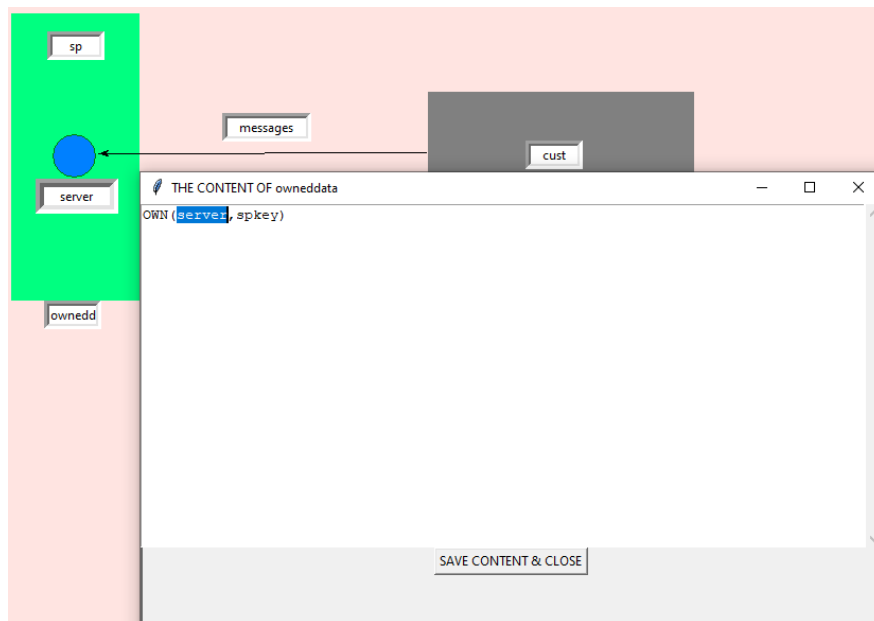 sp
messages
cust
server
THE CONTENT OF owneddata
OWN(server,spkey)
ownedd
SAVE CONTENT & CLOSE